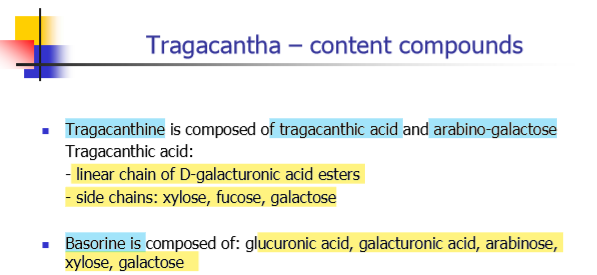 Tragacantha – content compounds
▪ Tragacanthine is composed of tragacanthic acid and arabino-galactose
Tragacanthic acid:
- linear chain of D-galacturonic acid esters
- side chains: xylose, fucose, galactose
▪ Basorine is composed of: glucuronic acid, galacturonic acid, arabinose,
xylose, galactose